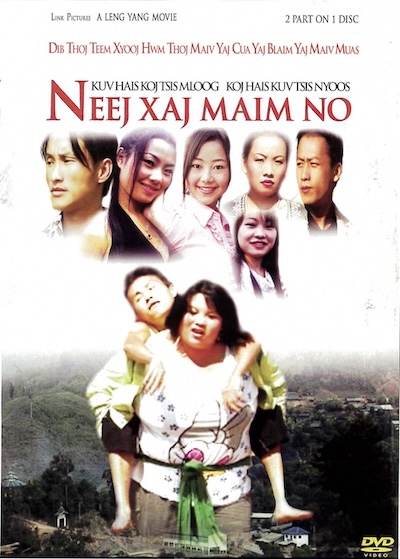 LINK PICTURES A LENG YANG MOVIE 2 PART ON 1 DISC
DIB THOJ TEEM XYOOJ HWM THOJ MAIV YAJ CUA YAJ BLAIM YAJ MAIV MUAS
KUV HAIS KOJ TSIS MLOOG KOJ HAIS KUV TSIS NYOOS
NEEJ XAJ MAIM NO
DVD
VIDEO